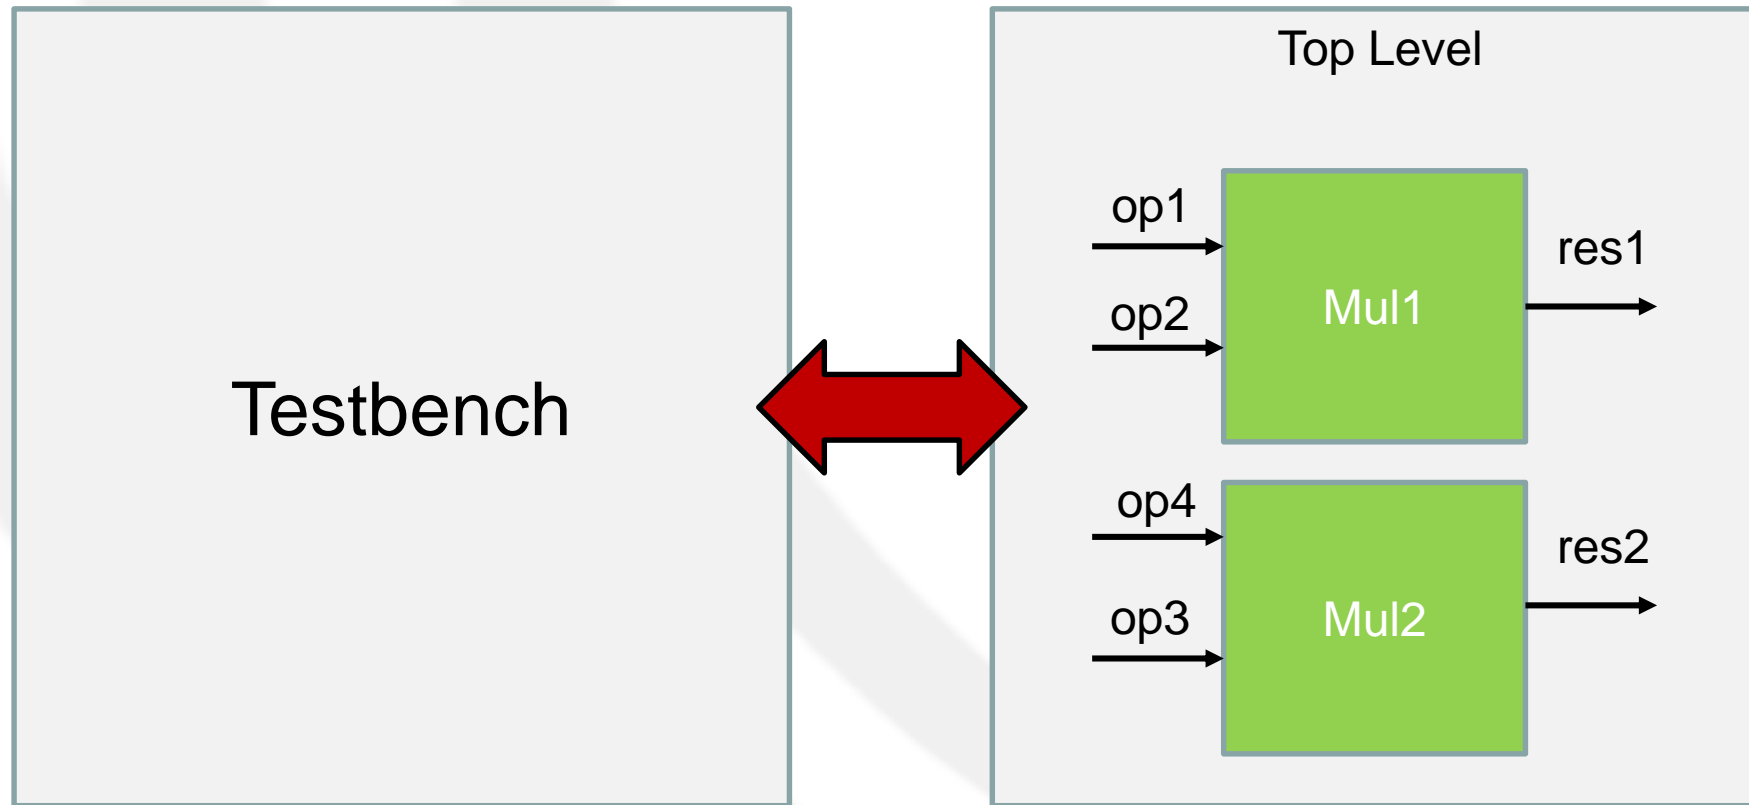 Testbench
Top Level
op1
op2
Mul1
res1
op4
op3
Mul2
res2